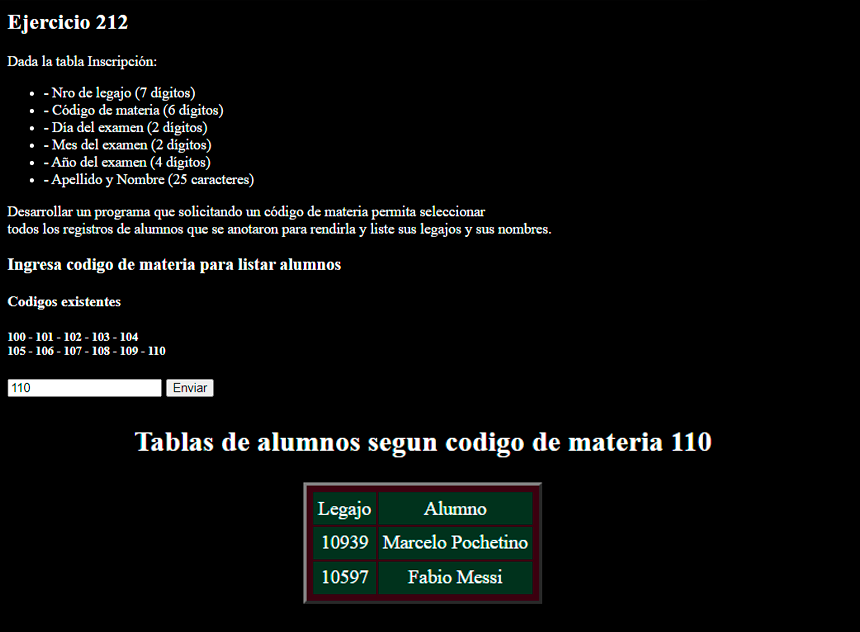 Ejercicio 212
Dada la tabla Inscripción:
- Nro de legajo (7 dígitos)
- Código de materia (6 dígitos)
- Día del examen (2 dígitos)
- Mes del examen (2 dígitos)
- Año del examen (4 dígitos)
- Apellido y Nombre (25 caracteres)
Desarrollar un programa que solicitando un código de materia permita seleccionar
todos los registros de alumnos que se anotaron para rendirla y liste sus legajos y sus nombres.
Ingresa codigo de materia para listar alumnos
Codigos existentes
100 - 101 - 102 - 103 - 104
105 - 106 - 107 - 108 - 109 - 110
110 Enviar
Tablas de alumnos segun codigo de materia 110
Legajo Alumno
10939 Marcelo Pochetino
10597 Fabio Messi